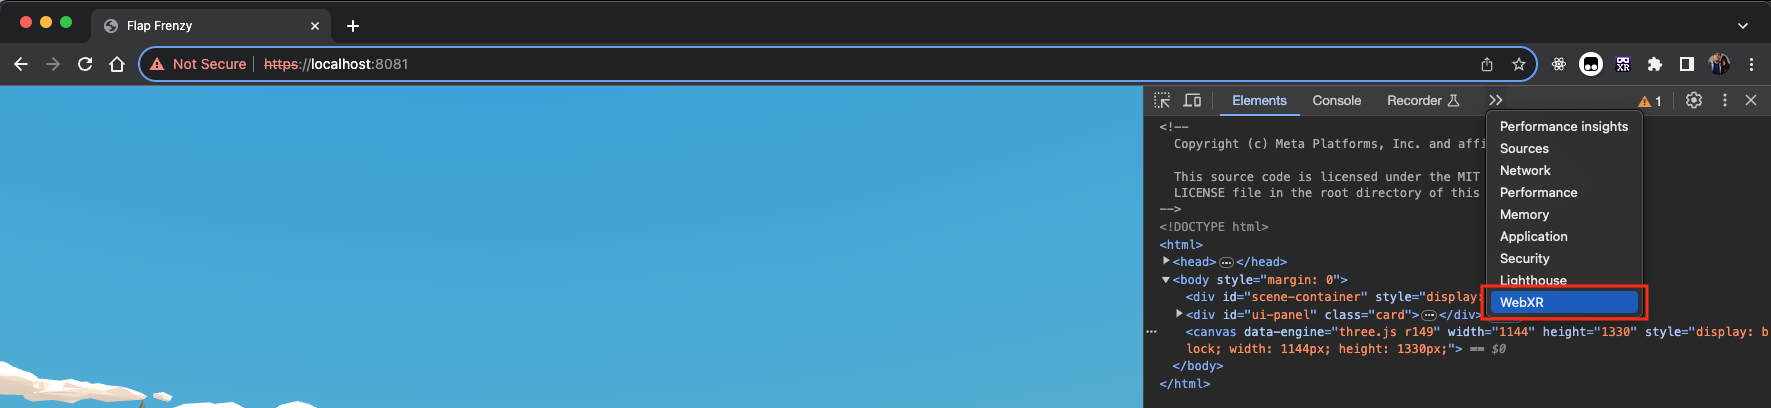 Flap Frenzy
Not Secure https://localhost:8081
XR
Elements Console Recorder 1
<!--
Copyright (c) Meta Platforms, Inc. and affi
This source code is licensed under the MIT
LICENSE file in the root directory of this
-->
<!DOCTYPE html>
<html>
<head> … </head>
<body style="margin: 0">
<div id="scene-container" style="display:
<div id="ui-panel" class="card"> … </div>
… <canvas data-engine="three.js r149" width="1144" height="1330" style="display: b
lock; width: 1144px; height: 1330px;"> == $0
</body>
</html>
Performance insights
Sources
Network
Performance
Memory
Application
Security
Lighthouse
WebXR